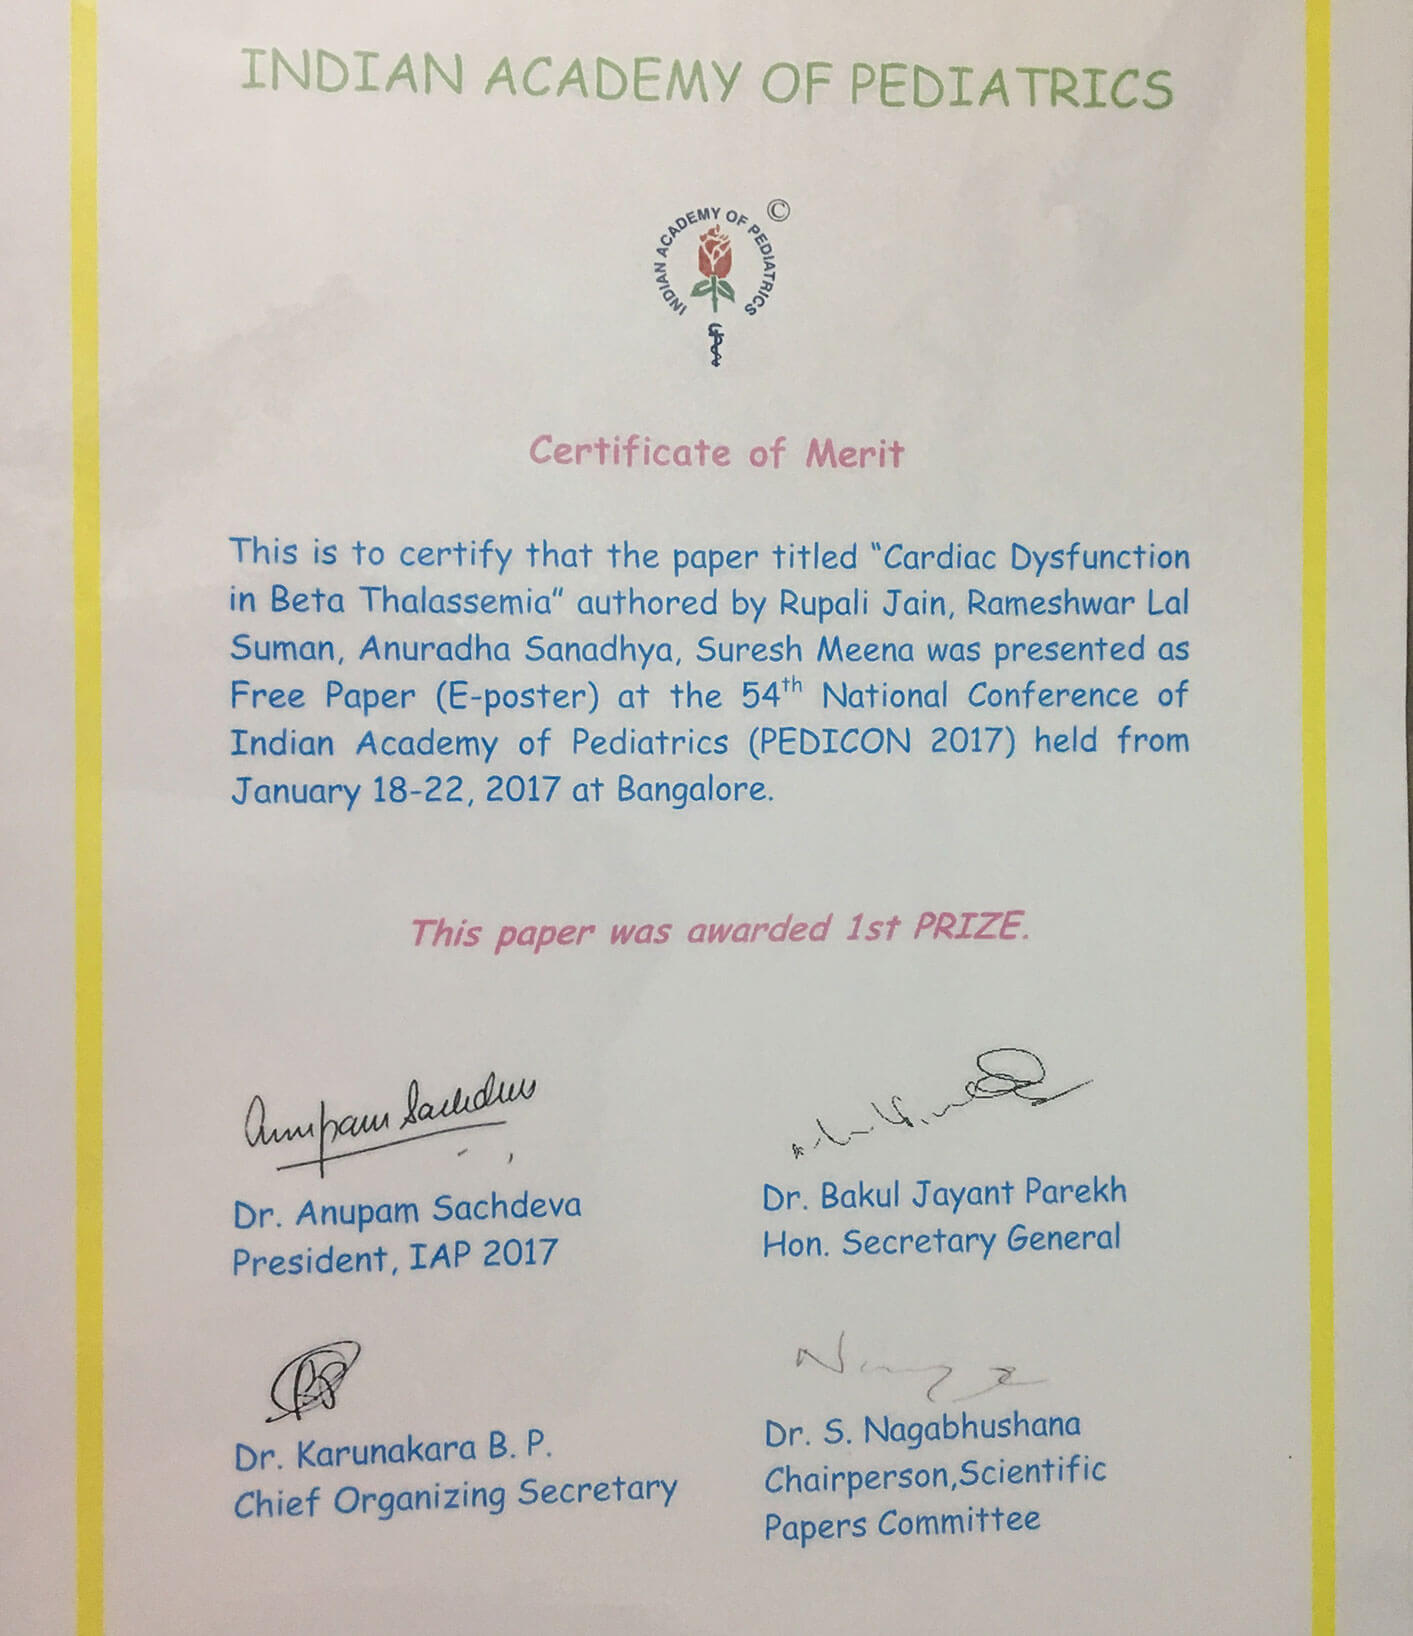 INDIAN ACADEMY OF PEDIATRICS
INDIAN ACADEMY OF PEDIATRICS ©
Certificate of Merit
This is to certify that the paper titled “Cardiac Dysfunction
in Beta Thalassemia” authored by Rupali Jain, Rameshwar Lal
Suman, Anuradha Sanadhya, Suresh Meena was presented as
Free Paper (E-poster) at the 54th National Conference of
Indian Academy of Pediatrics (PEDICON 2017) held from
January 18-22, 2017 at Bangalore.
This paper was awarded 1st PRIZE.
Anupam Sachdeva
Dr. Anupam Sachdeva
President, IAP 2017
Dr. Bakul Jayant Parekh
Hon. Secretary General
Dr. Karunakara B. P.
Chief Organizing Secretary
Dr. S. Nagabhushana
Chairperson,Scientific
Papers Committee